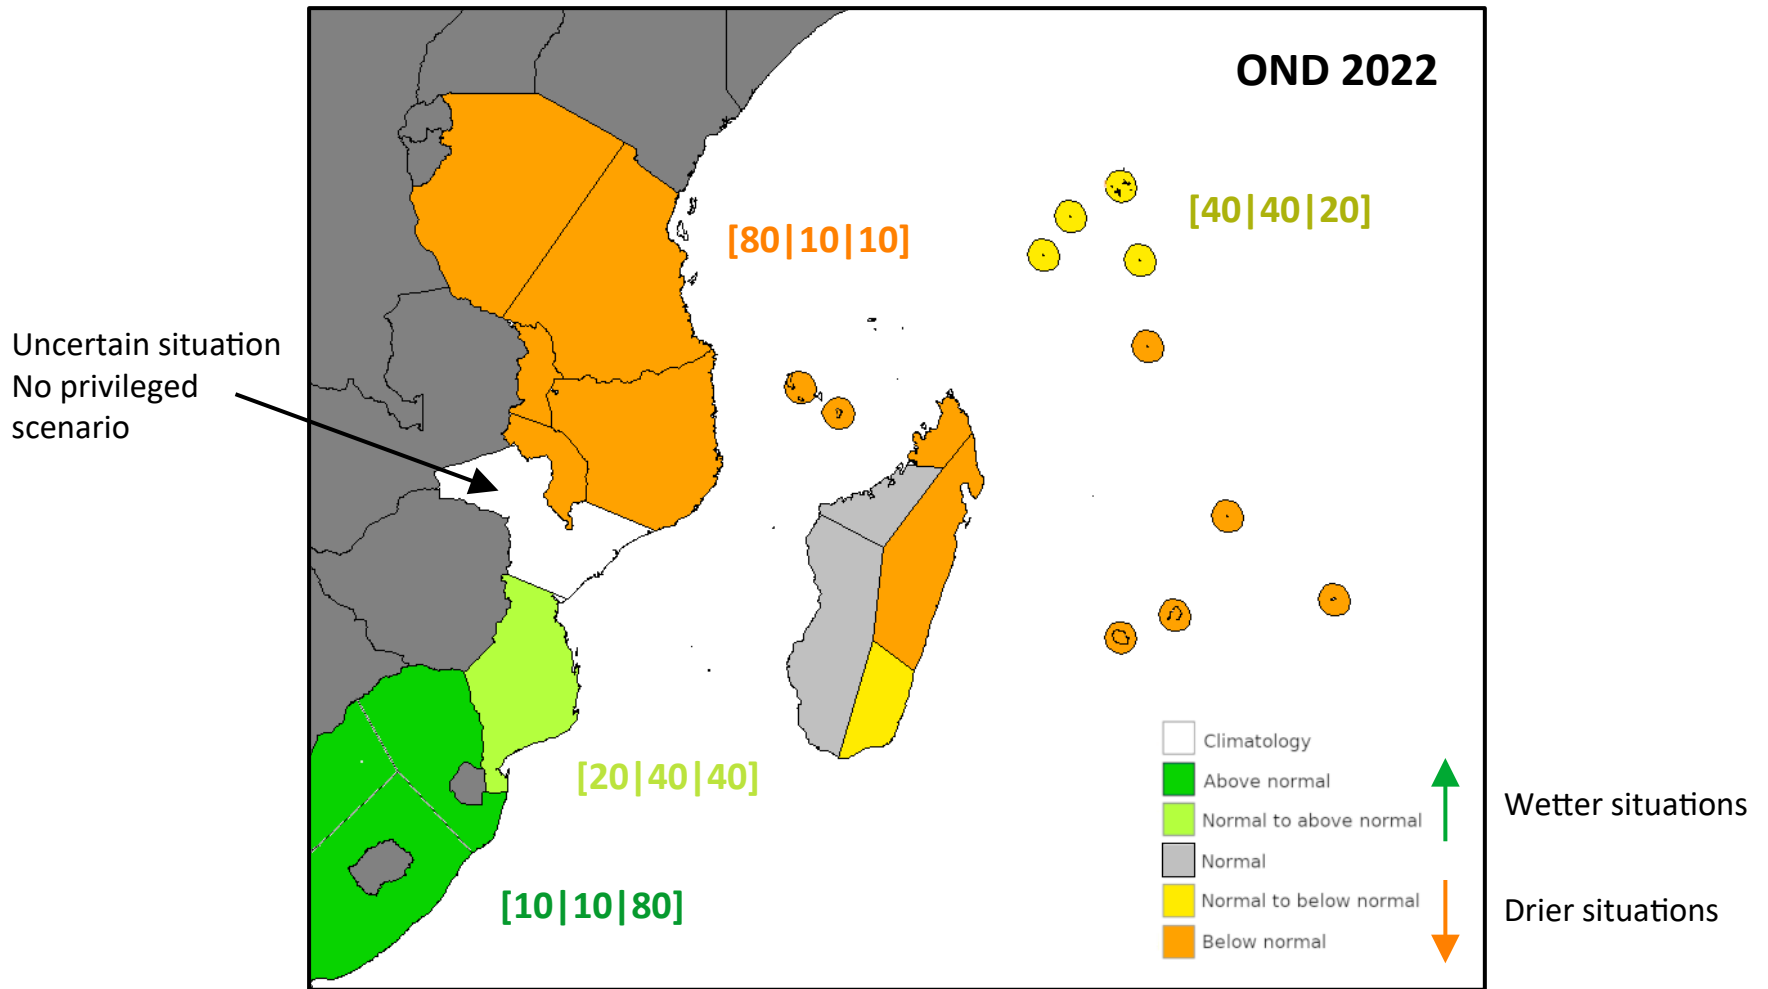 OND 2022
[80|10|10]
[40|40|20]
Uncertain situation
No privileged
scenario
[20|40|40]
[10|10|80]
Climatology
Above normal
Normal to above normal
Normal
Normal to below normal
Below normal
Wetter situations
Drier situations